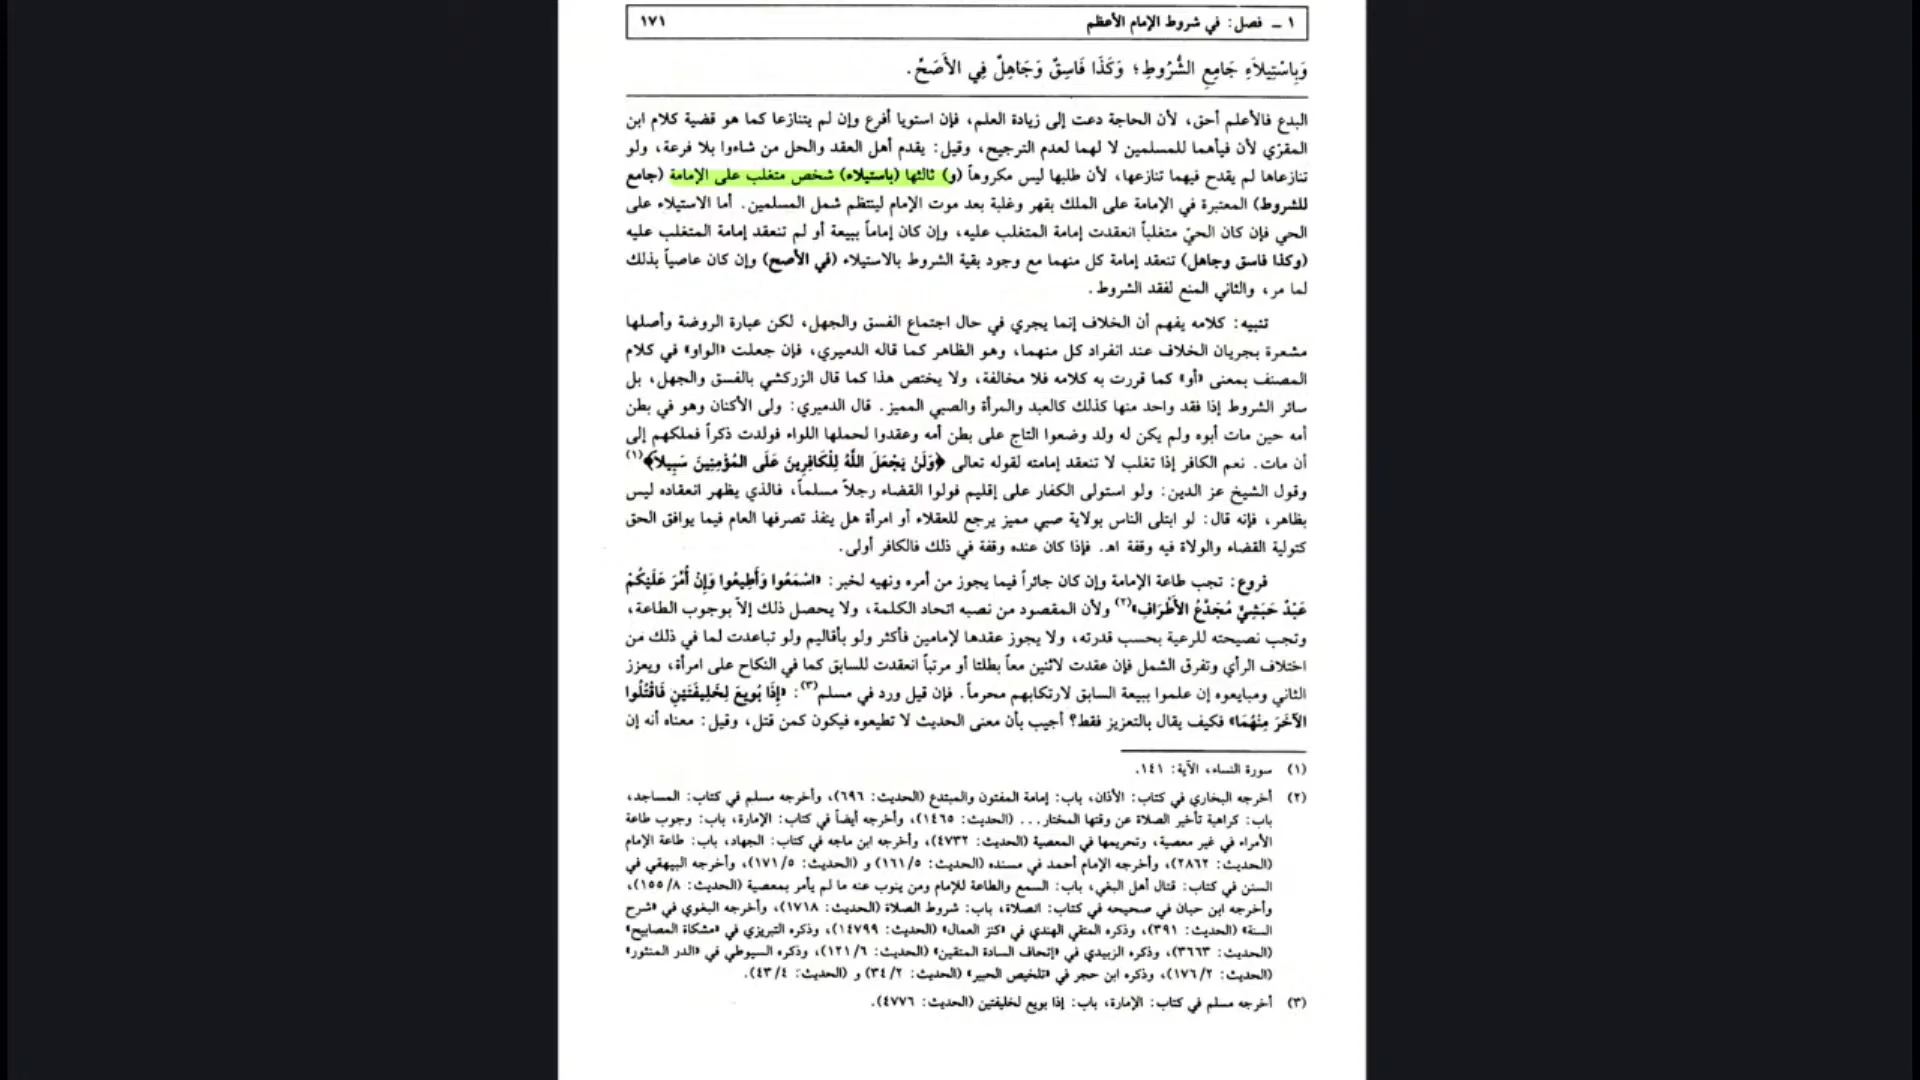 ١ ـ فصل: في شروط الإمام الأعظم ١٧١
وَبِاسْتِيلَاءِ جَامِعِ الشُّرُوطِ؛ وَكَذَا فَاسِقٌ وَجَاهِلٌ فِي الأَصَحِّ.
البدع فالأعلم أحق، لأن الحاجة دعت إلى زيادة العلم، فإن استويا أقرع وإن لم يتنازعا كما هو قضية كلام ابن
المقري لأن فيأهما للمسلمين لا لهما لعدم الترجيح، وقيل: يقدم أهل العقد والحل من شاءوا بلا قرعة، ولو
تنازعاها لم يقدح فيهما تنازعها، لأن طلبها ليس مكروهاً (و) ثالثها (باستيلاء) شخص متغلب على الإمامة (جامع
للشروط) المعتبرة في الإمامة على الملك بقهر وغلبة بعد موت الإمام لينتظم شمل المسلمين. أما الاستيلاء على
الحي فإن كان الحيّ متغلباً انعقدت إمامة المتغلب عليه، وإن كان إماماً ببيعة أو لم تنعقد إمامة المتغلب عليه
(وكذا فاسق وجاهل) تنعقد إمامة كل منهما مع وجود بقية الشروط بالاستيلاء (في الأصح) وإن كان عاصياً بذلك
لما مر، والثاني المنع لفقد الشروط.
تنبيه: كلامه يفهم أن الخلاف إنما يجري في حال اجتماع الفسق والجهل، لكن عبارة الروضة وأصلها
مشعرة بجريان الخلاف عند انفراد كل منهما، وهو الظاهر كما قاله الدميري، فإن جعلت «الواو» في كلام
المصنف بمعنى «أو» كما قررت به كلامه فلا مخالفة، ولا يختص هذا كما قال الزركشي بالفسق والجهل، بل
سائر الشروط إذا فقد واحد منها كذلك كالعبد والمرأة والصبي المميز. قال الدميري: ولى الأكنان وهو في بطن
أمه حين مات أبوه ولم يكن له ولد وضعوا التاج على بطن أمه وعقدوا لحملها اللواء فولدت ذكراً فملكهم إلى
أن مات. نعم الكافر إذا تغلب لا تنعقد إمامته لقوله تعالى ﴿وَلَنْ يَجْعَلَ اللَّهُ لِلْكَافِرِينَ عَلَى المُؤْمِنِينَ سَبِيلاً﴾(١)
وقول الشيخ عز الدين: ولو استولى الكفار على إقليم فولوا القضاء رجلاً مسلماً، فالذي يظهر انعقاده ليس
بظاهر، فإنه قال: لو ابتلى الناس بولاية صبي مميز يرجع للعقلاء أو امرأة هل ينفذ تصرفها العام فيما يوافق الحق
كتولية القضاء والولاة فيه وقفة اهـ. فإذا كان عنده وقفة في ذلك فالكافر أولى.
فروع: تجب طاعة الإمامة وإن كان جائراً فيما يجوز من أمره ونهيه لخبر: «اسْمَعُوا وَأَطِيعُوا وَإِنْ أُمِّرَ عَلَيْكُمْ
عَبْدٌ حَبَشِيٌّ مُجَدَّعُ الأَطْرَافِ»(٢) ولأن المقصود من نصبه اتحاد الكلمة، ولا يحصل ذلك إلاّ بوجوب الطاعة،
وتجب نصيحته للرعية بحسب قدرته، ولا يجوز عقدها لإمامين فأكثر ولو بأقاليم ولو تباعدت لما في ذلك من
اختلاف الرأي وتفرق الشمل فإن عقدت لاثنين معاً بطلتا أو مرتباً انعقدت للسابق كما في النكاح على امرأة، ويعزر
الثاني ومبايعوه إن علموا ببيعة السابق لارتكابهم محرماً. فإن قيل ورد في مسلم(٣): «إِذَا بُويِعَ لِخَلِيفَتَيْنِ فَاقْتُلُوا
الآخَرَ مِنْهُمَا» فكيف يقال بالتعزير فقط؟ أجيب بأن معنى الحديث لا تطيعوه فيكون كمن قتل، وقيل: معناه أنه إن
(١) سورة النساء، الآية: ١٤١.
(٢) أخرجه البخاري في كتاب: الأذان، باب: إمامة المفتون والمبتدع (الحديث: ٦٩٦)، وأخرجه مسلم في كتاب: المساجد،
باب: كراهية تأخير الصلاة عن وقتها المختار... (الحديث: ١٤٦٥)، وأخرجه أيضاً في كتاب: الإمارة، باب: وجوب طاعة
الأمراء في غير معصية، وتحريمها في المعصية (الحديث: ٤٧٣٢)، وأخرجه ابن ماجه في كتاب: الجهاد، باب: طاعة الإمام
(الحديث: ٢٨٦٢)، وأخرجه الإمام أحمد في مسنده (الحديث: ١٦١/٥) و (الحديث: ١٧١/٥)، وأخرجه البيهقي في
السنن في كتاب: قتال أهل البغي، باب: السمع والطاعة للإمام ومن ينوب عنه ما لم يأمر بمعصية (الحديث: ١٥٥/٨)،
وأخرجه ابن حبان في صحيحه في كتاب: الصلاة، باب: شروط الصلاة (الحديث: ١٧١٨)، وأخرجه البغوي في «شرح
السنة» (الحديث: ٣٩١)، وذكره المتقي الهندي في «كنز العمال» (الحديث: ١٤٧٩٩)، وذكره التبريزي في «مشكاة المصابيح»
(الحديث: ٣٦٦٣)، وذكره الزبيدي في «إتحاف السادة المتقين» (الحديث: ١٢١/٦)، وذكره السيوطي في «الدر المنثور»
(الحديث: ١٧٦/٢)، وذكره ابن حجر في «تلخيص الحبير» (الحديث: ٣٤/٢) و (الحديث: ٤٣/٤).
(٣) أخرجه مسلم في كتاب: الإمارة، باب: إذا بويع لخليفتين (الحديث: ٤٧٧٦).